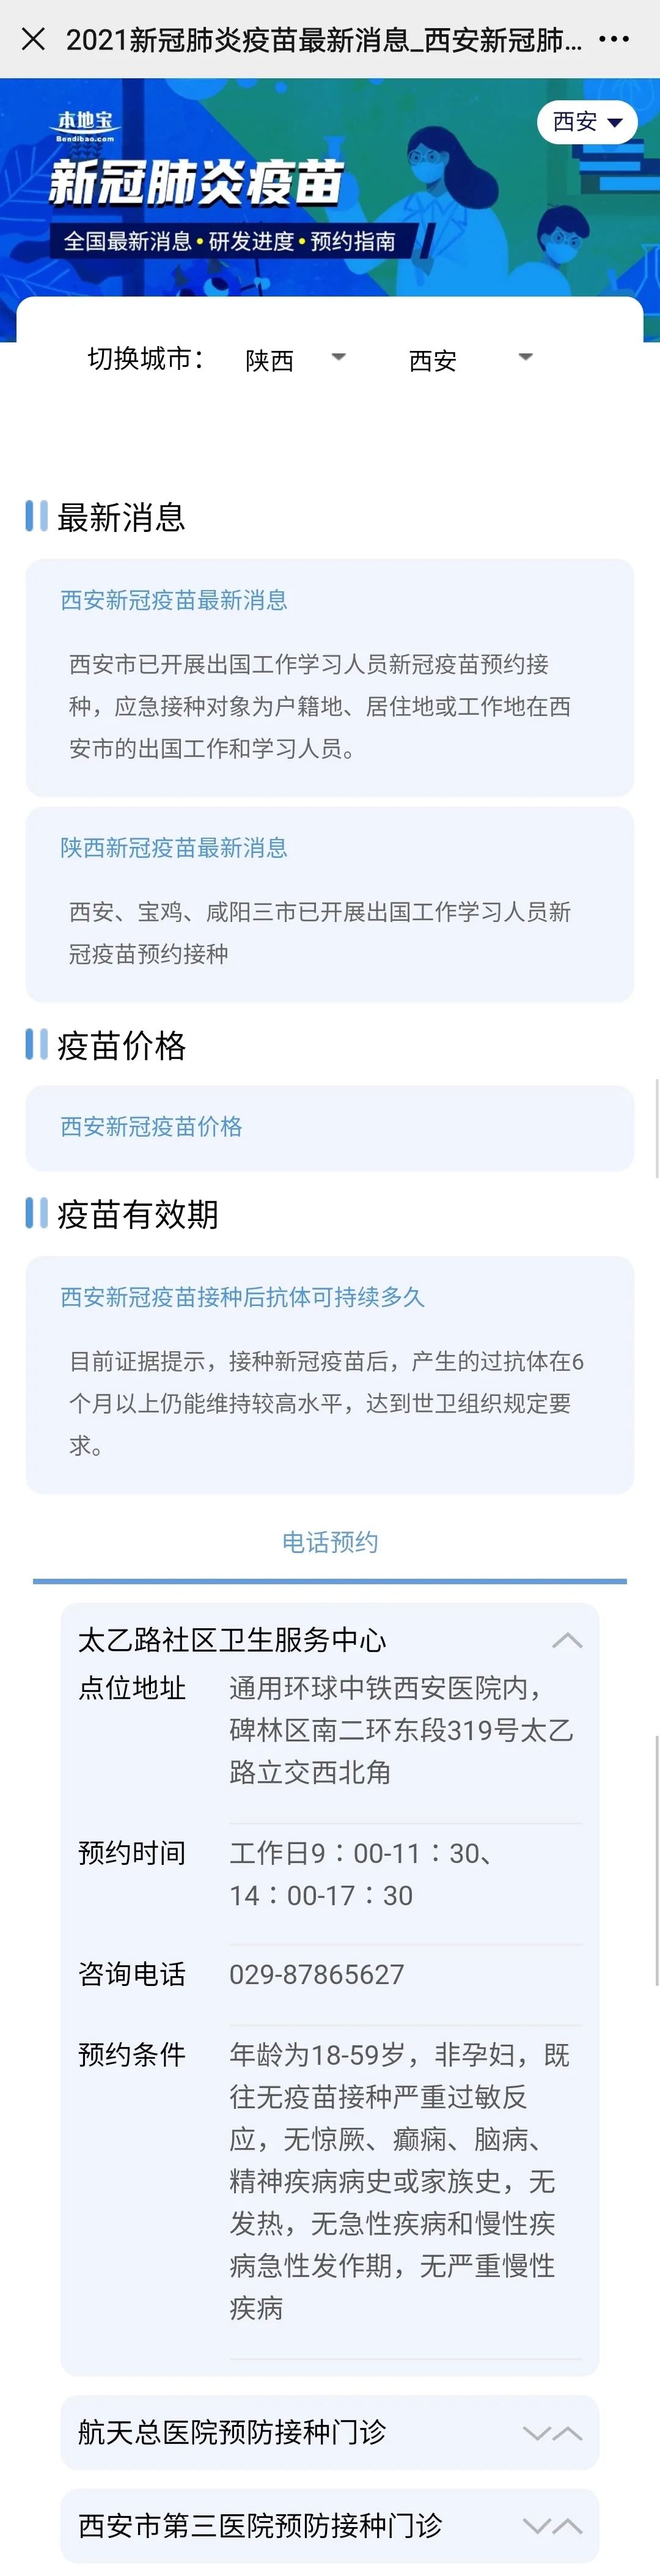 2021新冠肺炎疫苗最新消息_西安新冠肺...
本地宝
Bendibao.com
西安
新冠肺炎疫苗
全国最新消息•研发进度•预约指南
切换城市：
陕西
西安
最新消息
西安新冠疫苗最新消息
西安市已开展出国工作学习人员新冠疫苗预约接
种，应急接种对象为户籍地、居住地或工作地在西
安市的出国工作和学习人员。
陕西新冠疫苗最新消息
西安、宝鸡、咸阳三市已开展出国工作学习人员新
冠疫苗预约接种
疫苗价格
西安新冠疫苗价格
疫苗有效期
西安新冠疫苗接种后抗体可持续多久
目前证据提示，接种新冠疫苗后，产生的过抗体在6
个月以上仍能维持较高水平，达到世卫组织规定要
求。
电话预约
太乙路社区卫生服务中心
点位地址
通用环球中铁西安医院内，
碑林区南二环东段319号太乙
路立交西北角
预约时间
工作日9：00-11：30、
14：00-17：30
咨询电话
029-87865627
预约条件
年龄为18-59岁，非孕妇，既
往无疫苗接种严重过敏反
应，无惊厥、癫痫、脑病、
精神疾病病史或家族史，无
发热，无急性疾病和慢性疾
病急性发作期，无严重慢性
疾病
航天总医院预防接种门诊
西安市第三医院预防接种门诊